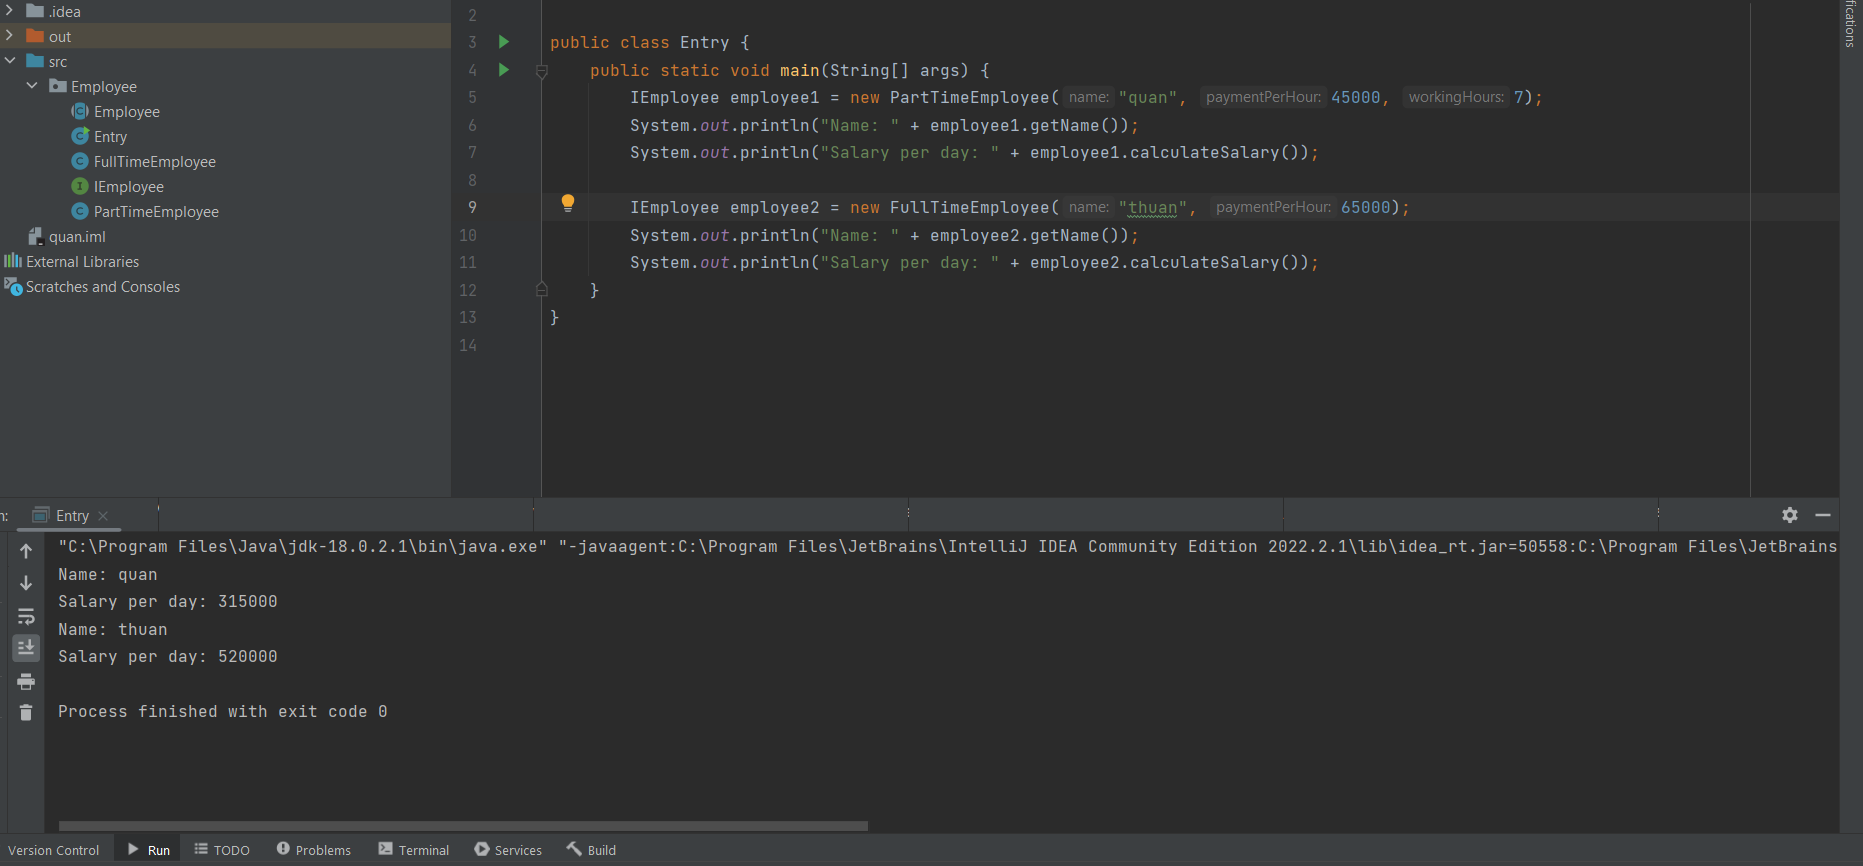 .idea
out
src
Employee
Employee
Entry
FullTimeEmployee
IEmployee
PartTimeEmployee
quan.iml
External Libraries
Scratches and Consoles
2
3 public class Entry {
4 public static void main(String[] args) {
5 IEmployee employee1 = new PartTimeEmployee( name: "quan", paymentPerHour: 45000, workingHours: 7);
6 System.out.println("Name: " + employee1.getName());
7 System.out.println("Salary per day: " + employee1.calculateSalary());
8
9 IEmployee employee2 = new FullTimeEmployee( name: "thuan", paymentPerHour: 65000);
10 System.out.println("Name: " + employee2.getName());
11 System.out.println("Salary per day: " + employee2.calculateSalary());
12 }
13 }
14
Entry
"C:\Program Files\Java\jdk-18.0.2.1\bin\java.exe" "-javaagent:C:\Program Files\JetBrains\IntelliJ IDEA Community Edition 2022.2.1\lib\idea_rt.jar=50558:C:\Program Files\JetBrains
Name: quan
Salary per day: 315000
Name: thuan
Salary per day: 520000
Process finished with exit code 0
Version Control Run TODO Problems Terminal Services Build